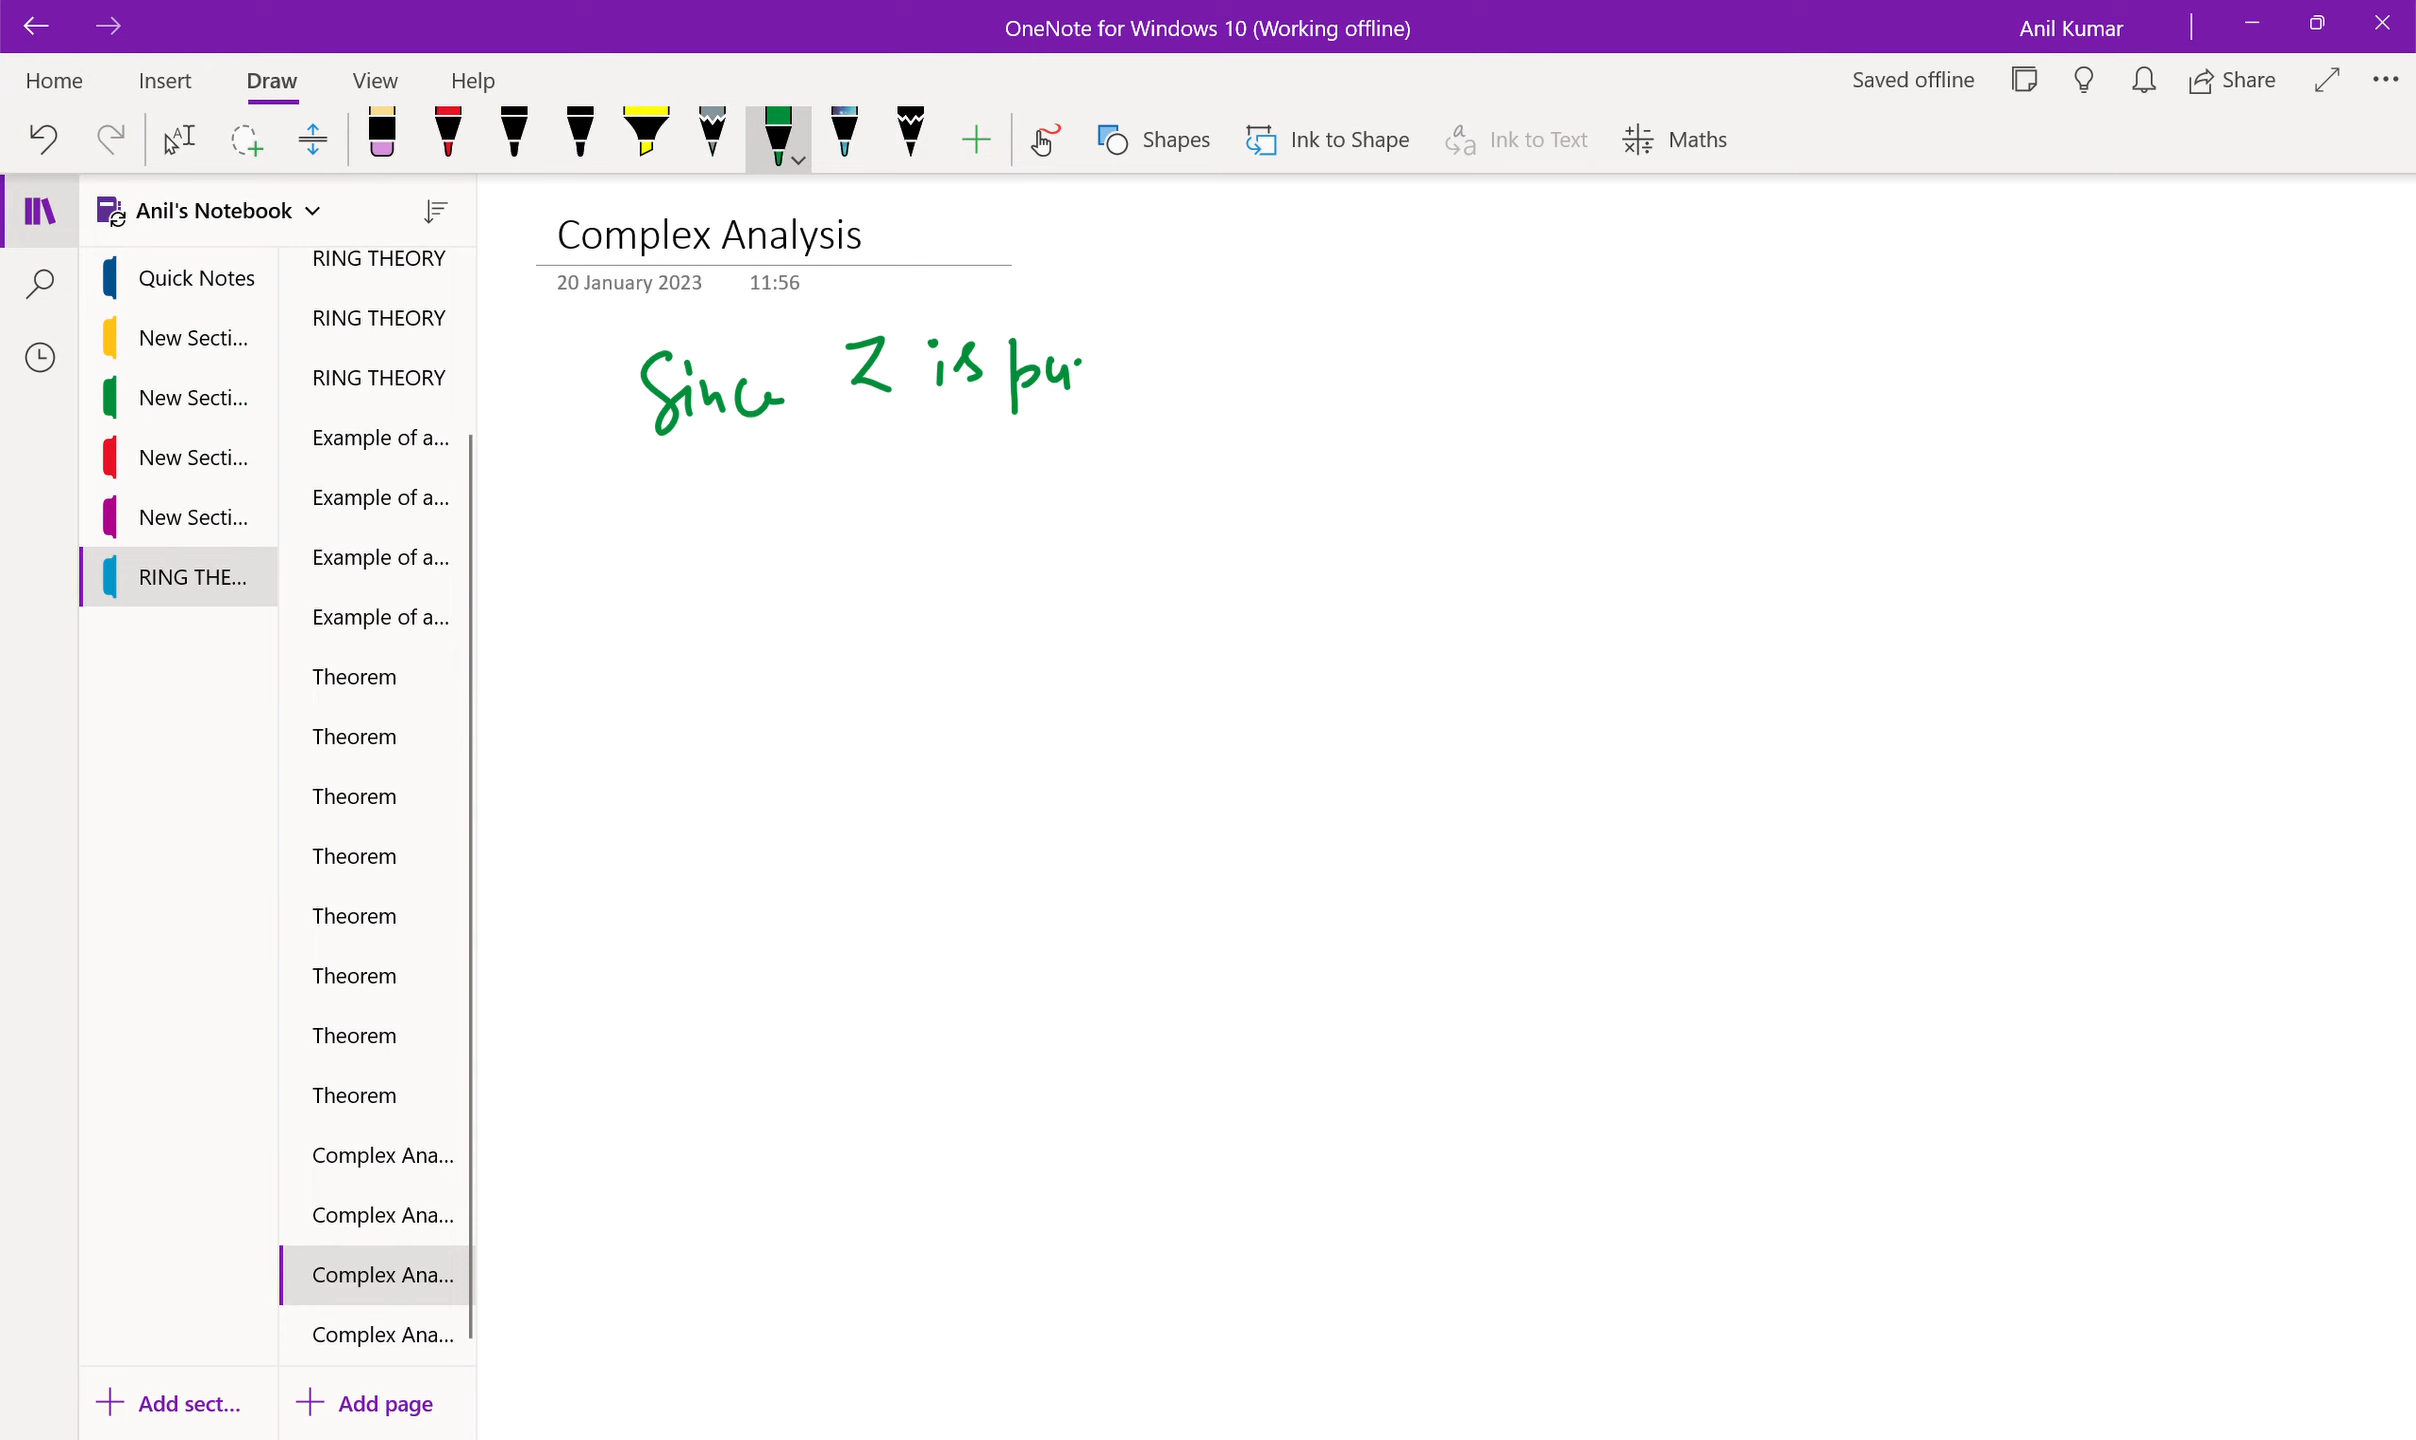 OneNote for Windows 10 (Working offline)
Anil Kumar
Home Insert Draw View Help
Saved offline
Share
Shapes
Ink to Shape
Ink to Text
Maths
Anil's Notebook
Quick Notes
New Secti...
New Secti...
New Secti...
New Secti...
RING THE...
Add sect...
RING THEORY
RING THEORY
RING THEORY
Example of a...
Example of a...
Example of a...
Example of a...
Theorem
Theorem
Theorem
Theorem
Theorem
Theorem
Theorem
Theorem
Complex Ana...
Complex Ana...
Complex Ana...
Complex Ana...
Add page
Complex Analysis
20 January 2023 11:56
Since Z is